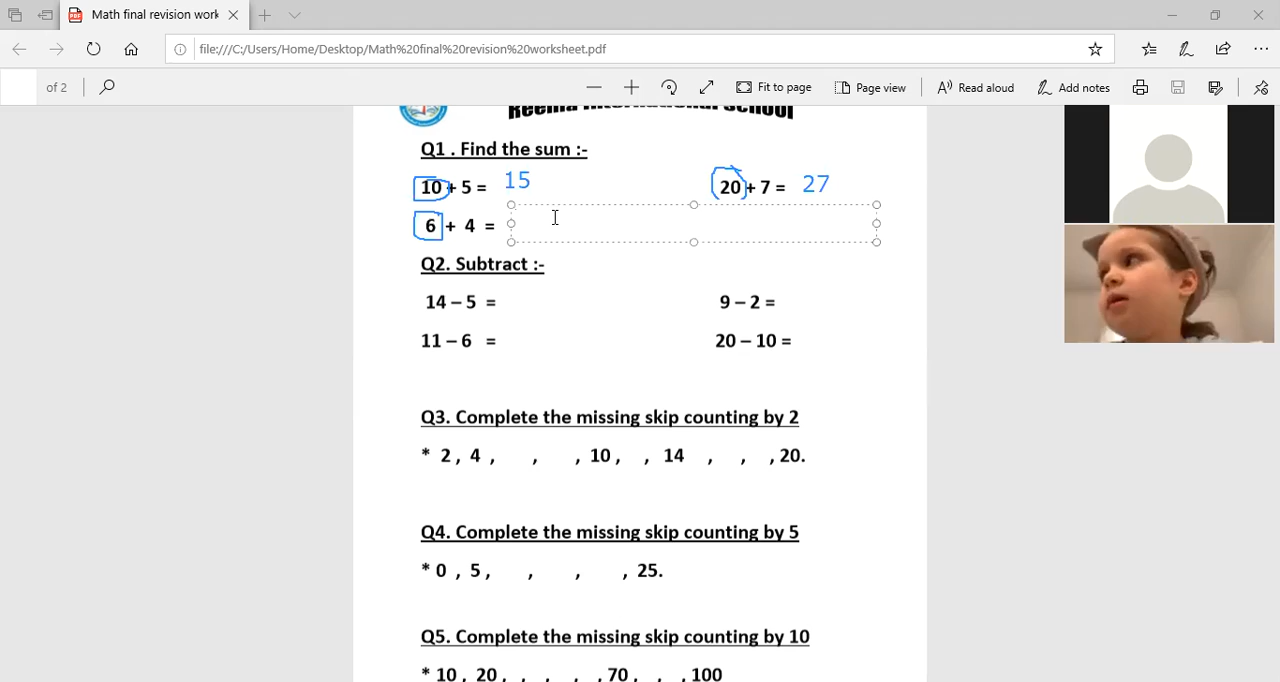 Math final revision work
file:///C:/Users/Home/Desktop/Math%20final%20revision%20worksheet.pdf
of 2
Fit to page
Page view
Read aloud
Add notes
Reema International School
Q1 . Find the sum :-
10 + 5 = 15 20 + 7 = 27
6 + 4 =
Q2. Subtract :-
14 – 5 = 9 – 2 =
11 – 6 = 20 – 10 =
Q3. Complete the missing skip counting by 2
* 2 , 4 , , , 10 , , 14 , , , 20.
Q4. Complete the missing skip counting by 5
* 0 , 5 , , , , 25.
Q5. Complete the missing skip counting by 10
* 10 , 20 , , , , , 70 , , , 100